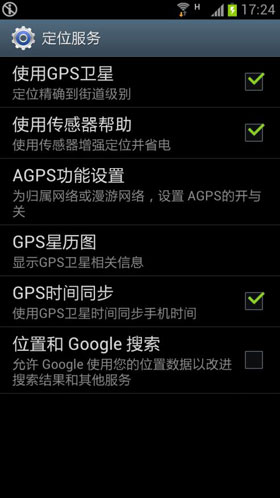 H 17:24
定位服务
使用GPS卫星
定位精确到街道级别
使用传感器帮助
使用传感器增强定位并省电
AGPS功能设置
为归属网络或漫游网络，设置 AGPS的开与
关
GPS星历图
显示GPS卫星相关信息
GPS时间同步
使用GPS卫星时间同步手机时间
位置和 Google 搜索
允许 Google 使用您的位置数据以改进
搜索结果和其他服务